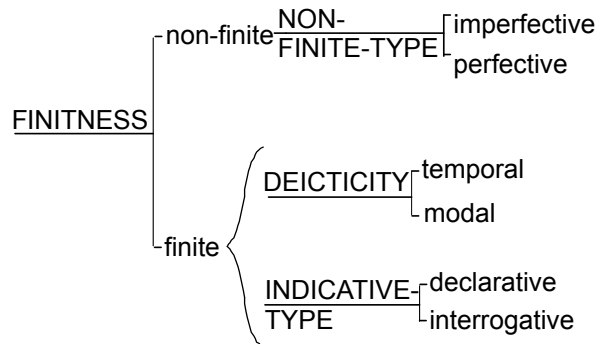 NON-
non-finite
FINITE-TYPE
imperfective
perfective
FINITNESS
DEICTICITY
temporal
modal
finite
INDICATIVE-
TYPE
declarative
interrogative